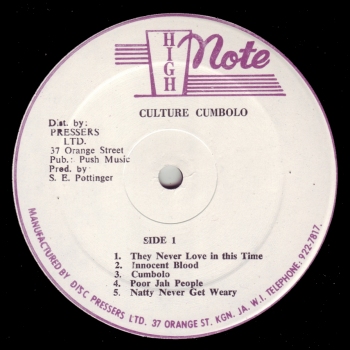 HIGH Note
CULTURE CUMBOLO
Dist. by:
PRESSERS
LTD.
37 Orange Street
Pub.: Push Music
Prod. by
S. E. Pottinger
SIDE 1
1. They Never Love in this Time
2. Innocent Blood
3. Cumbolo
4. Poor Jah People
5. Natty Never Get Weary
MANUFACTURED BY DISC PRESSERS LTD. 37 ORANGE ST. KGN. JA. W.I. TELEPHONE: 922-7817.